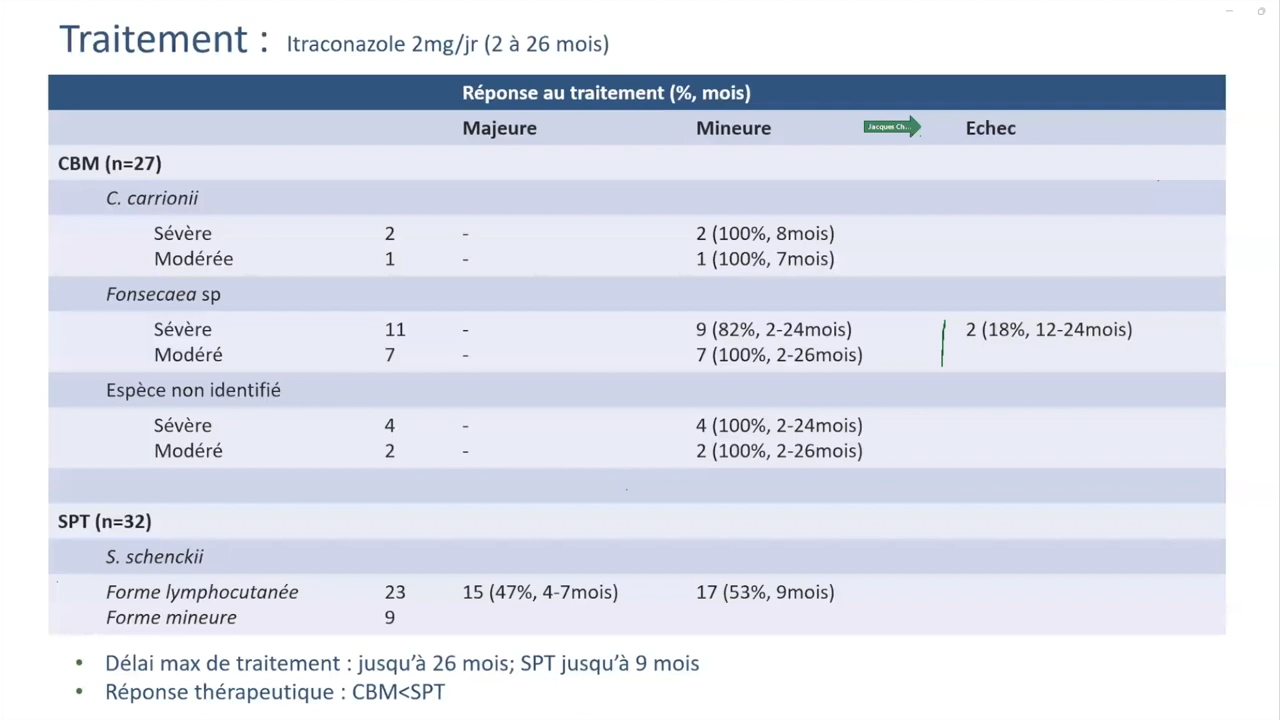 Traitement : Itraconazole 2mg/jr (2 à 26 mois)
Réponse au traitement (%, mois)
Majeure Mineure Jacques Ch... Echec
CBM (n=27)
C. carrionii
Sévère 2 - 2 (100%, 8mois)
Modérée 1 - 1 (100%, 7mois)
Fonsecaea sp
Sévère 11 - 9 (82%, 2-24mois) 2 (18%, 12-24mois)
Modéré 7 - 7 (100%, 2-26mois)
Espèce non identifié
Sévère 4 - 4 (100%, 2-24mois)
Modéré 2 - 2 (100%, 2-26mois)
SPT (n=32)
S. schenckii
Forme lymphocutanée 23 15 (47%, 4-7mois) 17 (53%, 9mois)
Forme mineure 9
• Délai max de traitement : jusqu’à 26 mois; SPT jusqu’à 9 mois
• Réponse thérapeutique : CBM<SPT